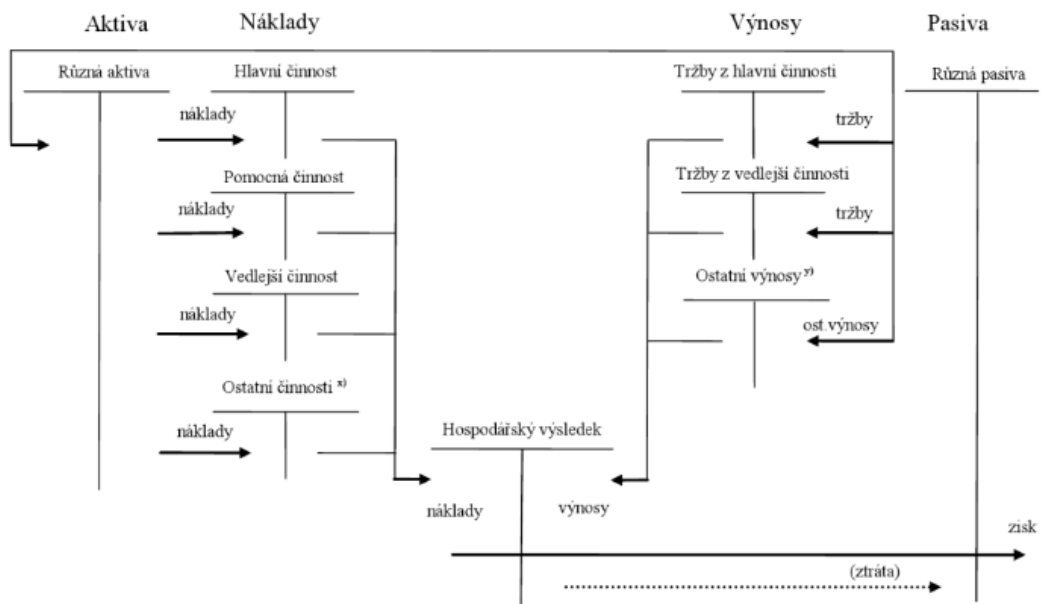 Aktiva Náklady Výnosy Pasiva
Různá aktiva Hlavní činnost Tržby z hlavní činnosti Různá pasiva
náklady tržby
Pomocná činnost Tržby z vedlejší činnosti
náklady tržby
Vedlejší činnost Ostatní výnosy y)
náklady ost.výnosy
Ostatní činnosti x)
náklady Hospodářský výsledek
náklady výnosy
zisk
(ztráta)